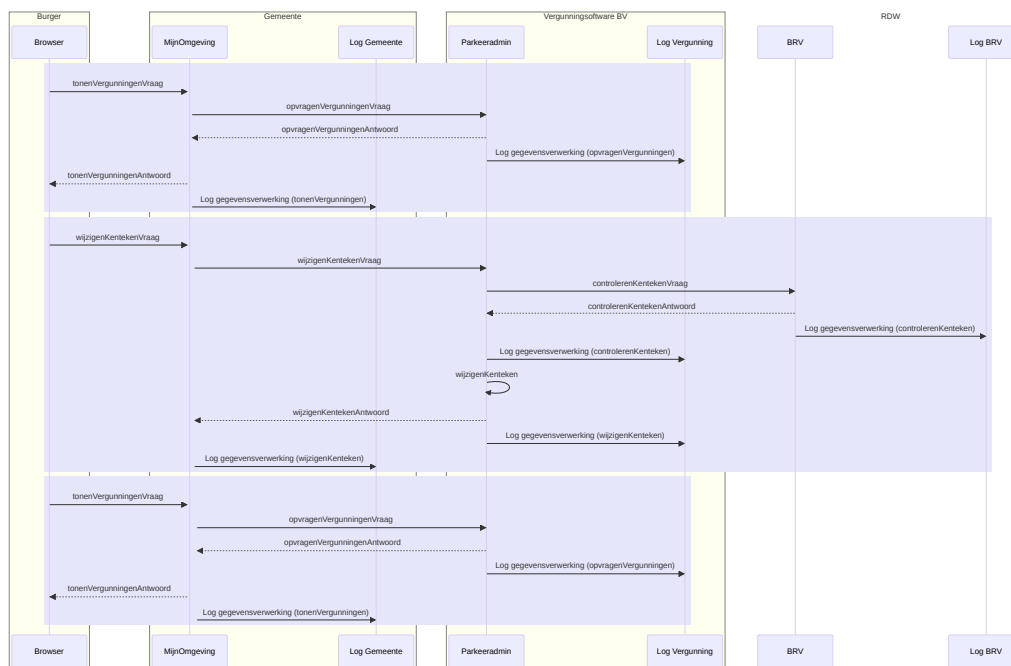 Burger
Gemeente
Vergunningsoftware BV
RDW
Browser
MijnOmgeving
Log Gemeente
Parkeeradmin
Log Vergunning
BRV
Log BRV
tonenVergunningenVraag
opvragenVergunningenVraag
opvragenVergunningenAntwoord
Log gegevensverwerking (opvragenVergunningen)
tonenVergunningenAntwoord
Log gegevensverwerking (tonenVergunningen)
wijzigenKentekenVraag
wijzigenKentekenVraag
controlerenKentekenVraag
controlerenKentekenAntwoord
Log gegevensverwerking (controlerenKenteken)
Log gegevensverwerking (controlerenKenteken)
wijzigenKenteken
wijzigenKentekenAntwoord
Log gegevensverwerking (wijzigenKenteken)
Log gegevensverwerking (wijzigenKenteken)
tonenVergunningenVraag
opvragenVergunningenVraag
opvragenVergunningenAntwoord
Log gegevensverwerking (opvragenVergunningen)
tonenVergunningenAntwoord
Log gegevensverwerking (tonenVergunningen)
Browser
MijnOmgeving
Log Gemeente
Parkeeradmin
Log Vergunning
BRV
Log BRV